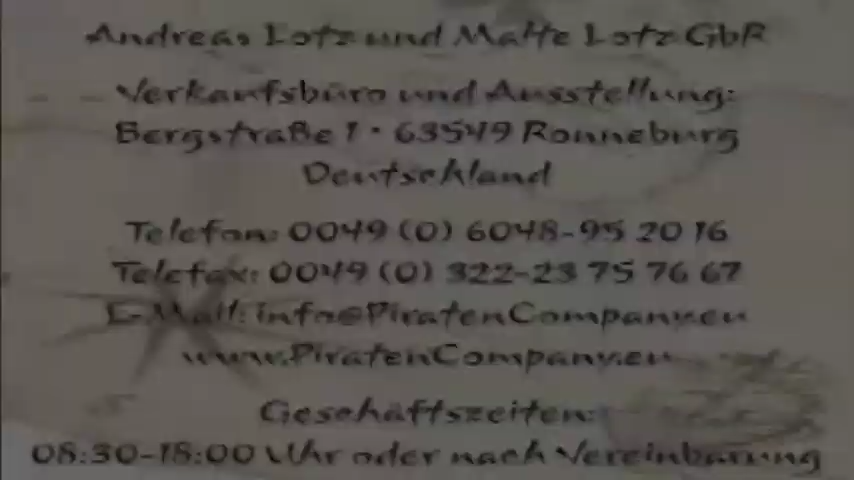 Andreas Lotz und Malte Lotz GbR
Verkaufsbüro und Ausstellung:
Bergstraße 1 • 63549 Ronneburg
Deutschland
Telefon: 0049 (0) 6048-95 20 16
Telefax: 0049 (0) 322-23 75 76 67
E-Mail: info@PiratenCompany.eu
www.PiratenCompany.eu
Geschäftszeiten:
08:30-18:00 Uhr oder nach Vereinbarung